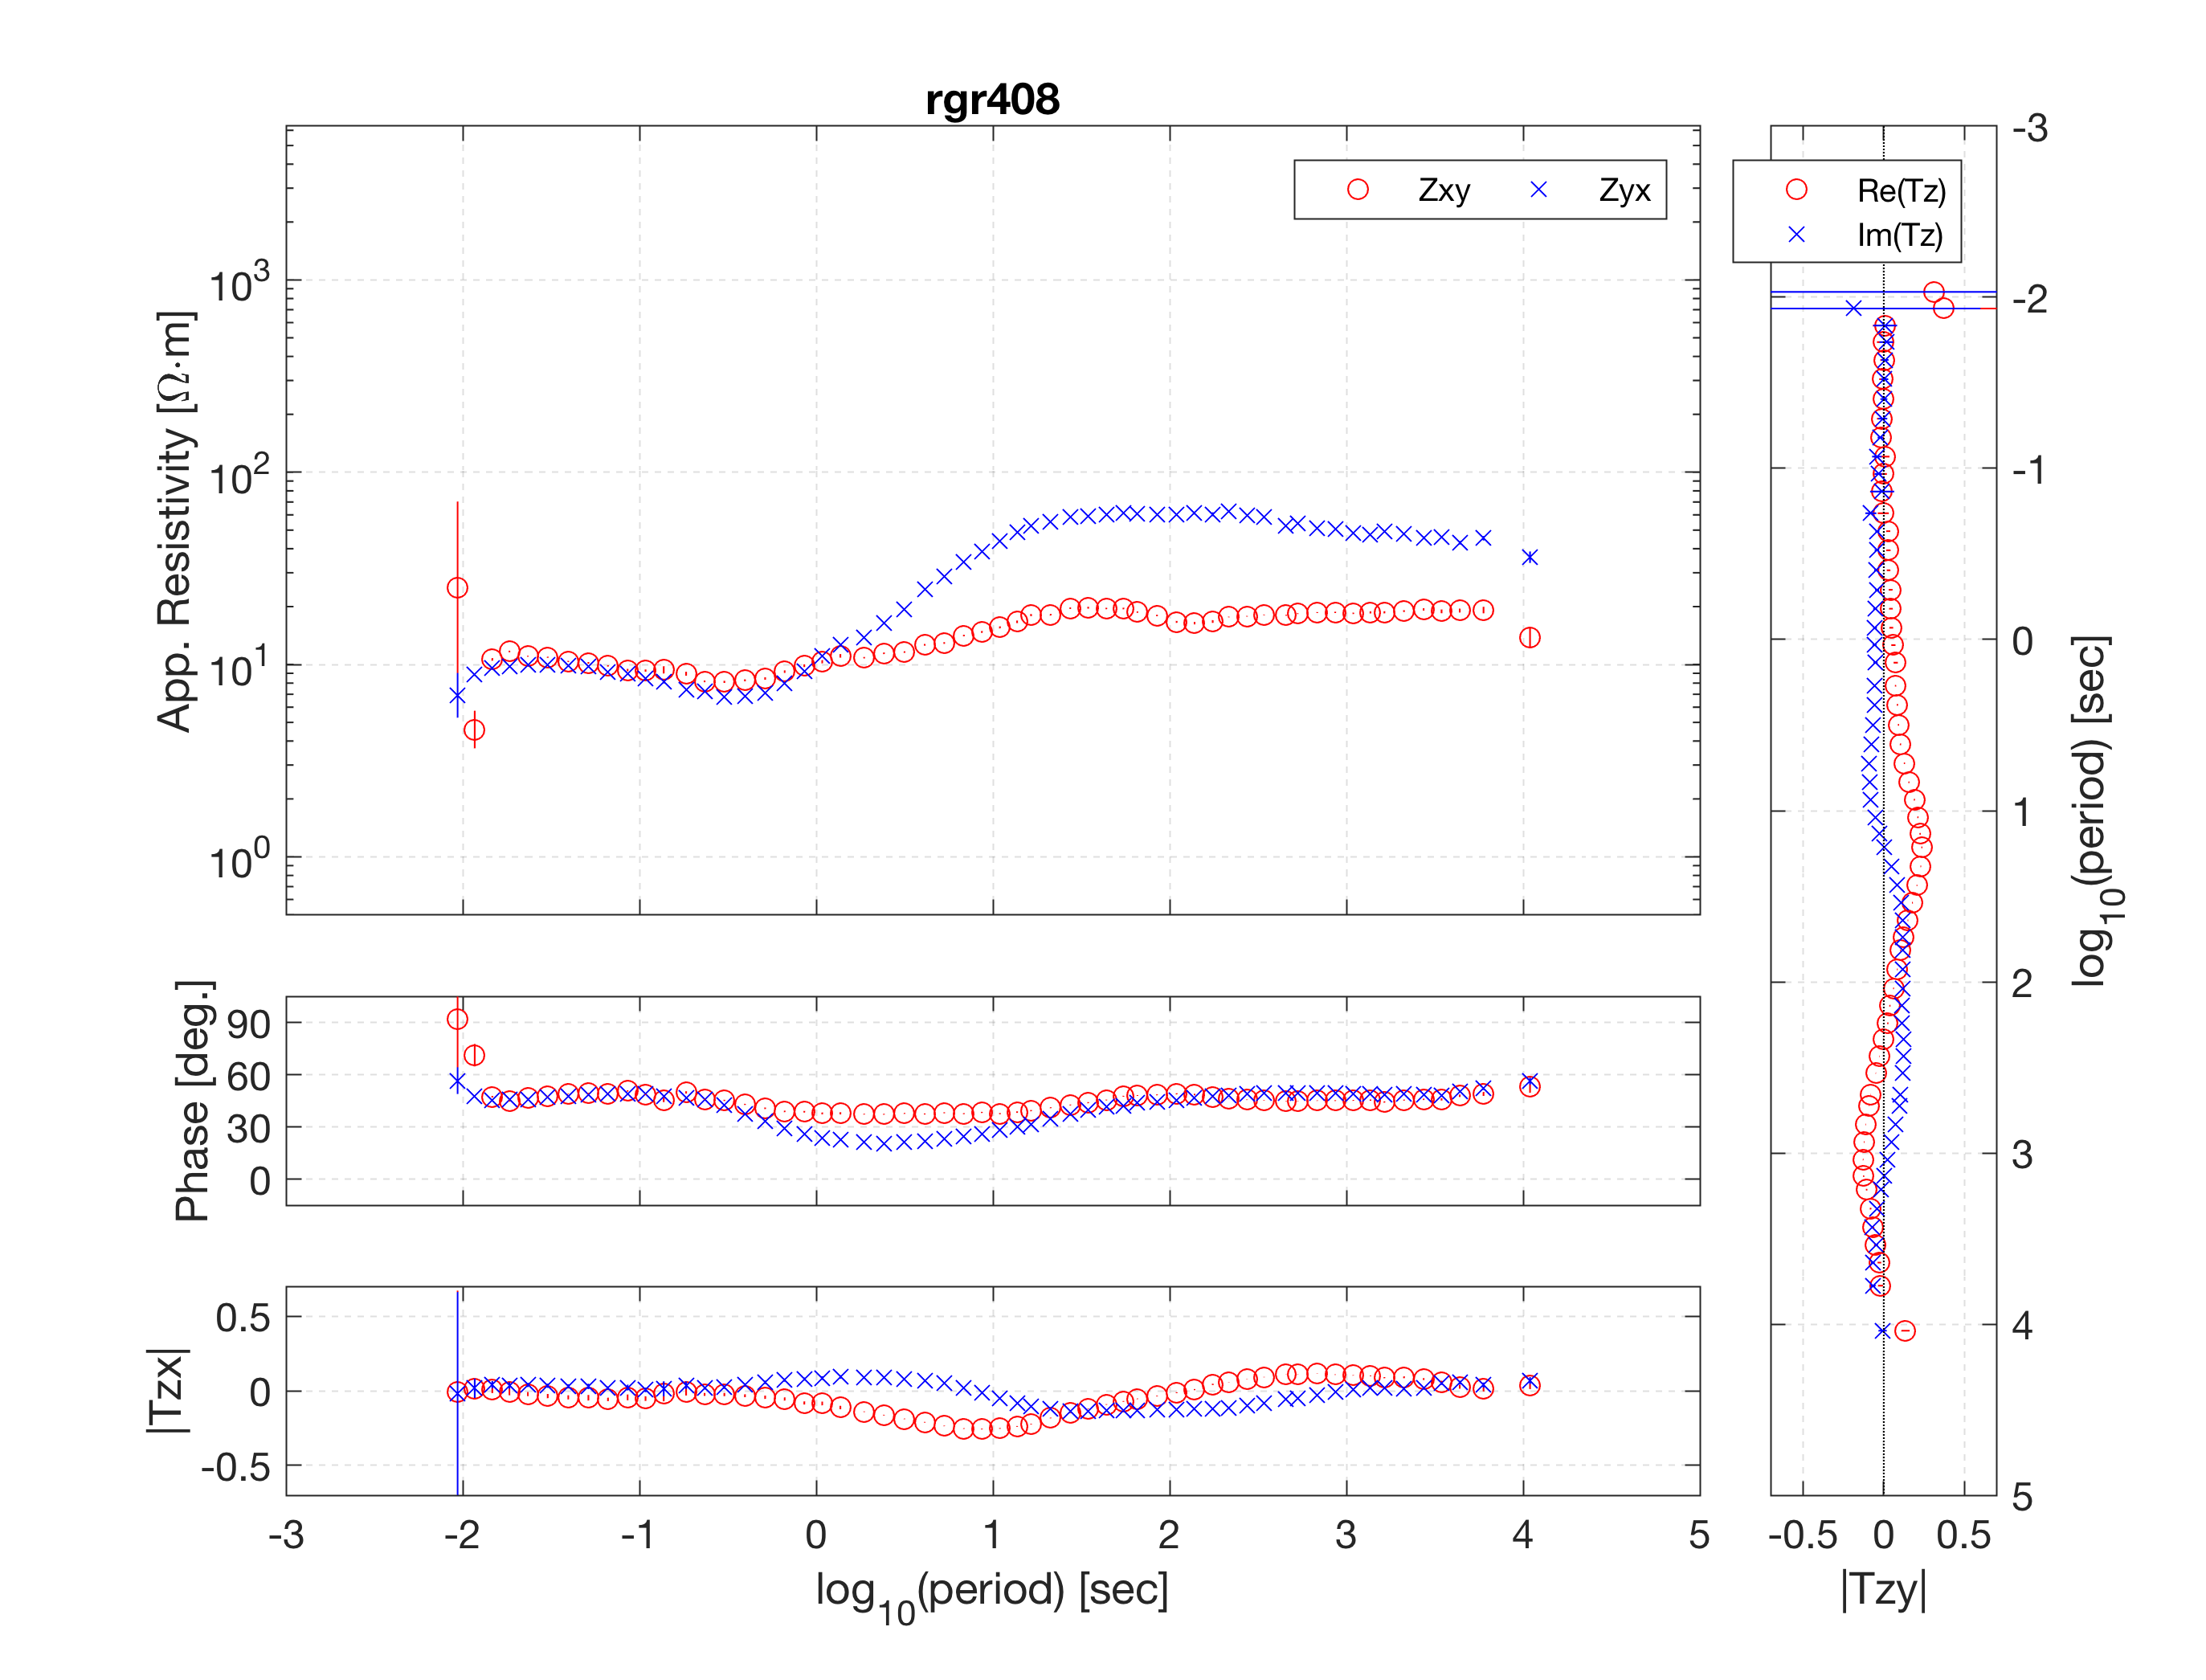 rgr408
Zxy Zyx
Re(Tz)
Im(Tz)
App. Resistivity [Ω·m]
10^3
10^2
10^1
10^0
Phase [deg.]
90
60
30
0
|Tzx|
0.5
0
-0.5
-3 -2 -1 0 1 2 3 4 5
log10(period) [sec]
-3
-2
-1
0
1
2
3
4
5
log10(period) [sec]
-0.5 0 0.5
|Tzy|